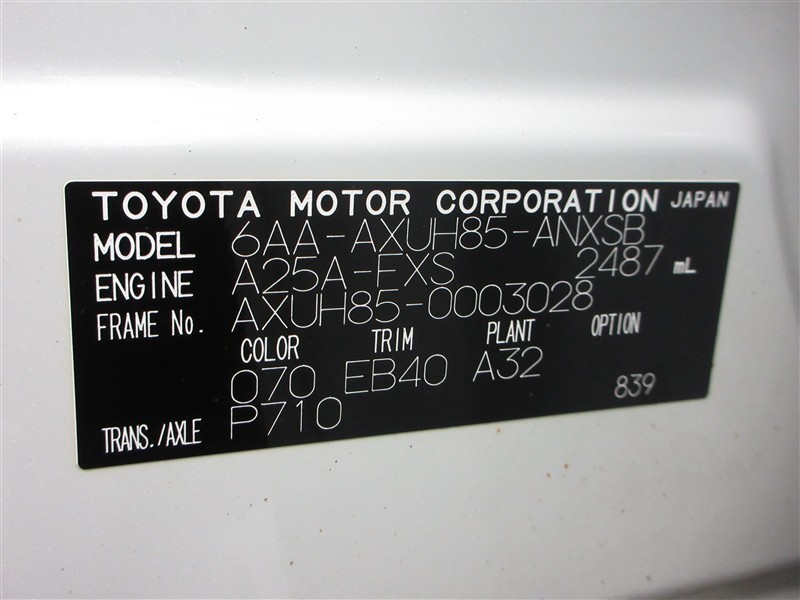 TOYOTA MOTOR CORPORATION JAPAN
MODEL 6AA-AXUH85-ANXSB
ENGINE A25A-FXS 2487 mL
FRAME No. AXUH85-0003028
COLOR TRIM PLANT OPTION
070 EB40 A32 839
TRANS./AXLE P710